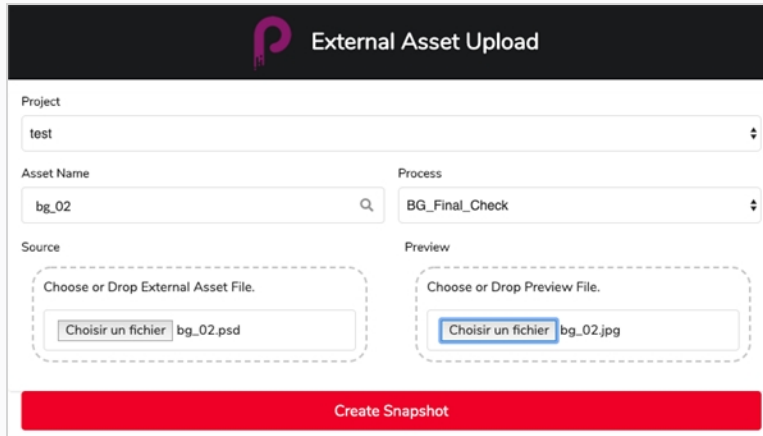 External Asset Upload
Project
test
Asset Name
Process
bg_02
BG_Final_Check
Source
Preview
Choose or Drop External Asset File.
Choose or Drop Preview File.
Choisir un fichier bg_02.psd
Choisir un fichier bg_02.jpg
Create Snapshot